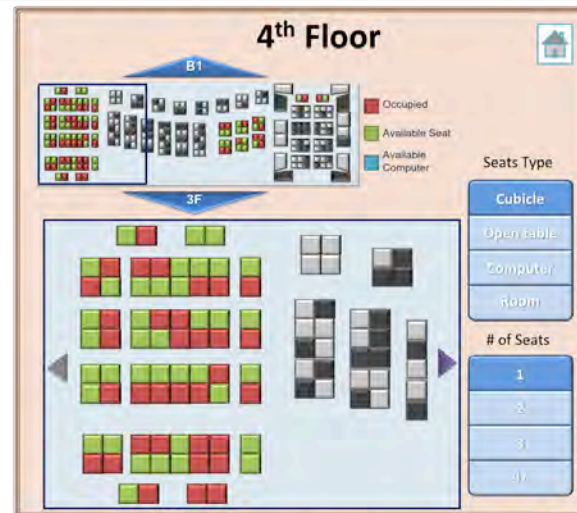 4th Floor
B1
Occupied
Available Seat
Available
Computer
3F
Seats Type
Cubicle
Open table
Computer
Room
# of Seats
1
2
3